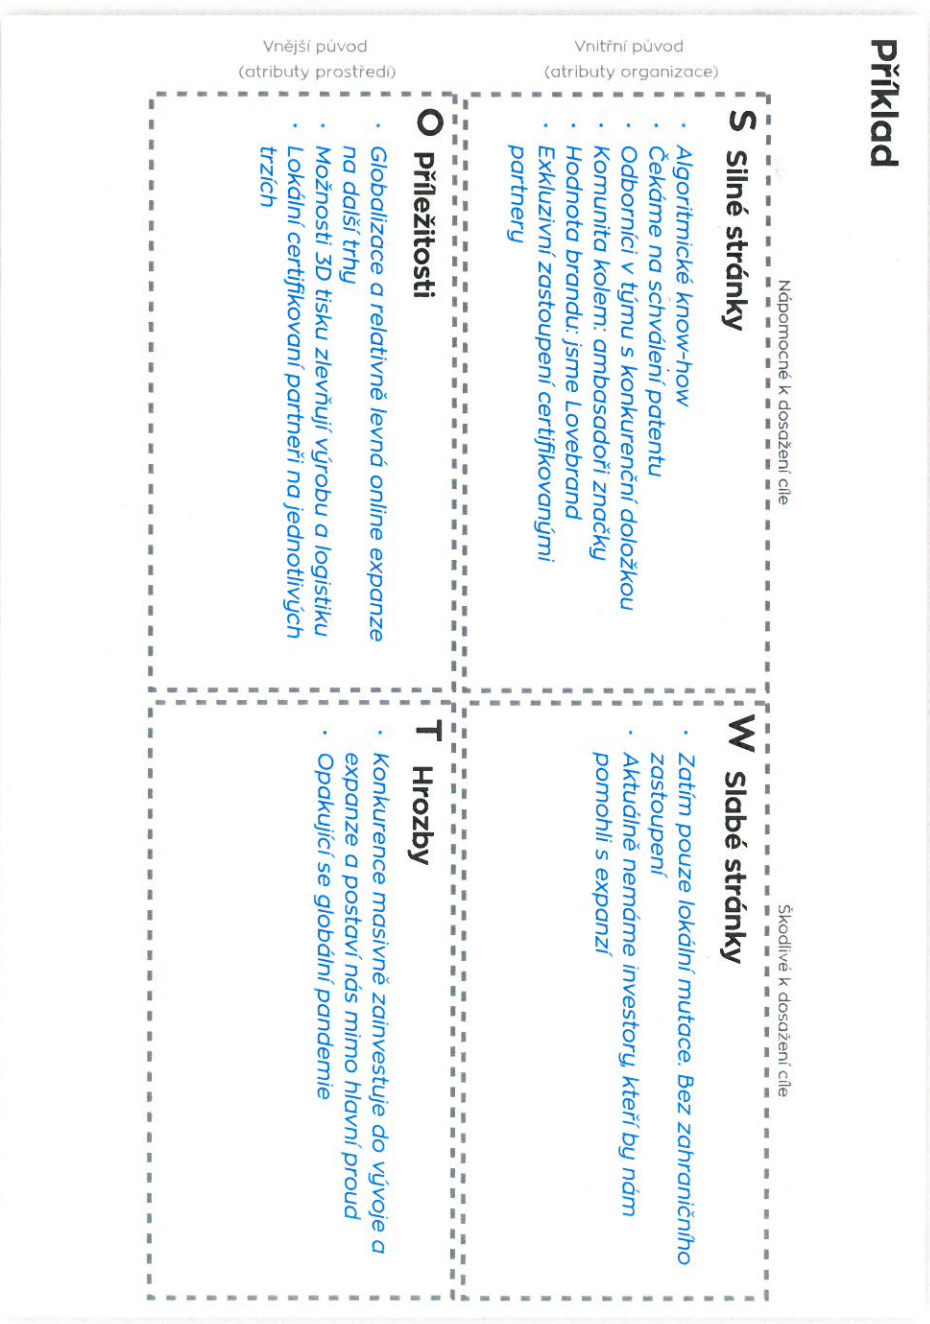 Příklad
Nápomocné k dosažení cíle
Škodlivé k dosažení cíle
Vnitřní původ
(atributy organizace)
S Silné stránky
• Algoritmické know-how
• Čekáme na schválení patentu
• Odborníci v týmu s konkurenční doložkou
• Komunita kolem: ambasadoři značky
• Hodnota brandu: jsme Lovebrand
• Exkluzivní zastoupení certifikovanými
partnery
W Slabé stránky
• Zatím pouze lokální mutace. Bez zahraničního
zastoupení
• Aktuálně nemáme investory, kteří by nám
pomohli s expanzí
Vnější původ
(atributy prostředí)
O Příležitosti
• Globalizace a relativně levná online expanze
na další trhy
• Možnosti 3D tisku zlevňují výrobu a logistiku
• Lokální certifikovaní partneři na jednotlivých
trzích
T Hrozby
• Konkurence masivně zainvestuje do vývoje a
expanze a postaví nás mimo hlavní proud
• Opakující se globální pandemie